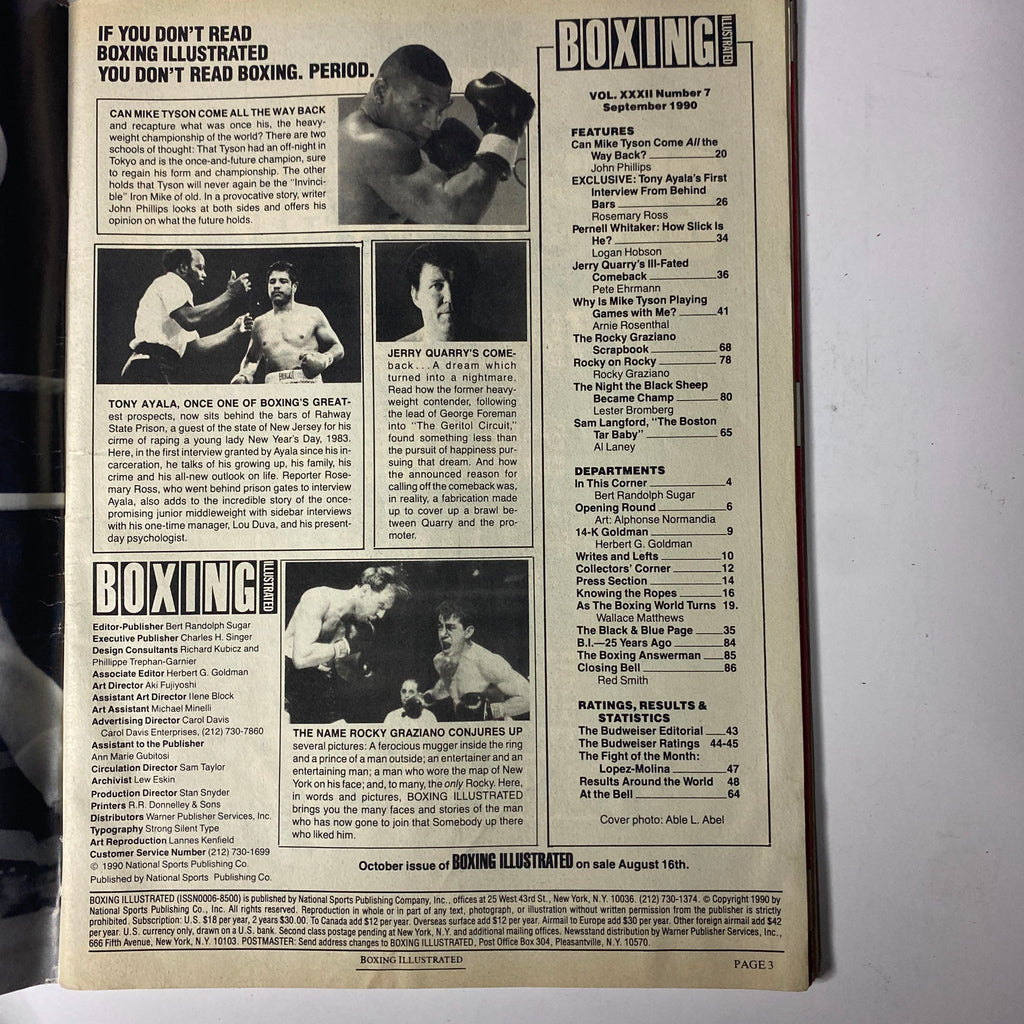 IF YOU DON'T READ
BOXING ILLUSTRATED
YOU DON'T READ BOXING. PERIOD.
CAN MIKE TYSON COME ALL THE WAY BACK
and recapture what was once his, the heavy-
weight championship of the world? There are two
schools of thought: That Tyson had an off-night in
Tokyo and is the once-and-future champion, sure
to regain his form and championship. The other
holds that Tyson will never again be the "Invinci-
ble" Iron Mike of old. In a provocative story, writer
John Phillips looks at both sides and offers his
opinion on what the future holds.
TONY AYALA, ONCE ONE OF BOXING'S GREAT-
est prospects, now sits behind the bars of Rahway
State Prison, a guest of the state of New Jersey for his
cirme of raping a young lady New Year's Day, 1983.
Here, in the first interview granted by Ayala since his in-
carceration, he talks of his growing up, his family, his
crime and his all-new outlook on life. Reporter Rose-
mary Ross, who went behind prison gates to interview
Ayala, also adds to the incredible story of the once-
promising junior middleweight with sidebar interviews
with his one-time manager, Lou Duva, and his present-
day psychologist.
JERRY QUARRY'S COME-
back...A dream which
turned into a nightmare.
Read how the former heavy-
weight contender, following
the lead of George Foreman
into "The Geritol Circuit,"
found something less than
the pursuit of happiness pur-
suing that dream. And how
the announced reason for
calling off the comeback was,
in reality, a fabrication made
up to cover up a brawl be-
tween Quarry and the pro-
moter.
BOXING ILLUSTRATED
Editor-Publisher Bert Randolph Sugar
Executive Publisher Charles H. Singer
Design Consultants Richard Kubicz and
Phillippe Trephan-Garnier
Associate Editor Herbert G. Goldman
Art Director Aki Fujiyoshi
Assistant Art Director Ilene Block
Art Assistant Michael Minelli
Advertising Director Carol Davis
Carol Davis Enterprises, (212) 730-7860
Assistant to the Publisher
Ann Marie Gubitosi
Circulation Director Sam Taylor
Archivist Lew Eskin
Production Director Stan Snyder
Printers R.R. Donnelley & Sons
Distributors Warner Publisher Services, Inc.
Typography Strong Silent Type
Art Reproduction Lannes Kenfield
Customer Service Number (212) 730-1699
© 1990 National Sports Publishing Co.
Published by National Sports Publishing Co.
THE NAME ROCKY GRAZIANO CONJURES UP
several pictures: A ferocious mugger inside the ring
and a prince of a man outside; an entertainer and an
entertaining man; a man who wore the map of New
York on his face; and, to many, the only Rocky. Here,
in words and pictures, BOXING ILLUSTRATED
brings you the many faces and stories of the man
who has now gone to join that Somebody up there
who liked him.
BOXING ILLUSTRATED
VOL. XXXII Number 7
September 1990
FEATURES
Can Mike Tyson Come All the
Way Back? 20
John Phillips
EXCLUSIVE: Tony Ayala's First
Interview From Behind
Bars 26
Rosemary Ross
Pernell Whitaker: How Slick Is
He? 34
Logan Hobson
Jerry Quarry's Ill-Fated
Comeback 36
Pete Ehrmann
Why Is Mike Tyson Playing
Games with Me? 41
Arnie Rosenthal
The Rocky Graziano
Scrapbook 68
Rocky on Rocky 78
Rocky Graziano
The Night the Black Sheep
Became Champ 80
Lester Bromberg
Sam Langford, "The Boston
Tar Baby" 65
Al Laney
DEPARTMENTS
In This Corner 4
Bert Randolph Sugar
Opening Round 6
Art: Alphonse Normandia
14-K Goldman 9
Herbert G. Goldman
Writes and Lefts 10
Collectors' Corner 12
Press Section 14
Knowing the Ropes 16
As The Boxing World Turns 19.
Wallace Matthews
The Black & Blue Page 35
B.I.—25 Years Ago 84
The Boxing Answerman 85
Closing Bell 86
Red Smith
RATINGS, RESULTS &
STATISTICS
The Budweiser Editorial 43
The Budweiser Ratings 44-45
The Fight of the Month:
Lopez-Molina 47
Results Around the World 48
At the Bell 64
Cover photo: Able L. Abel
October issue of BOXING ILLUSTRATED on sale August 16th.
BOXING ILLUSTRATED (ISSN0006-8500) is published by National Sports Publishing Company, Inc., offices at 25 West 43rd St., New York, N.Y. 10036. (212) 730-1374. © Copyright 1990 by
National Sports Publishing Co., Inc. All rights reserved. Reproduction in whole or in part of any text, photograph, or illustration without written permission from the publisher is strictly
prohibited. Subscription: U.S. $18 per year, 2 years $30.00. To Canada add $12 per year. Overseas surface add $12 per year. Airmail to Europe add $30 per year. Other foreign airmail add $42
per year. U.S. currency only, drawn on a U.S. bank. Second class postage pending at New York, N.Y. and additional mailing offices. Newsstand distribution by Warner Publisher Services, Inc.,
666 Fifth Avenue, New York, N.Y. 10103. POSTMASTER: Send address changes to BOXING ILLUSTRATED, Post Office Box 304, Pleasantville, N.Y. 10570.
BOXING ILLUSTRATED
PAGE 3